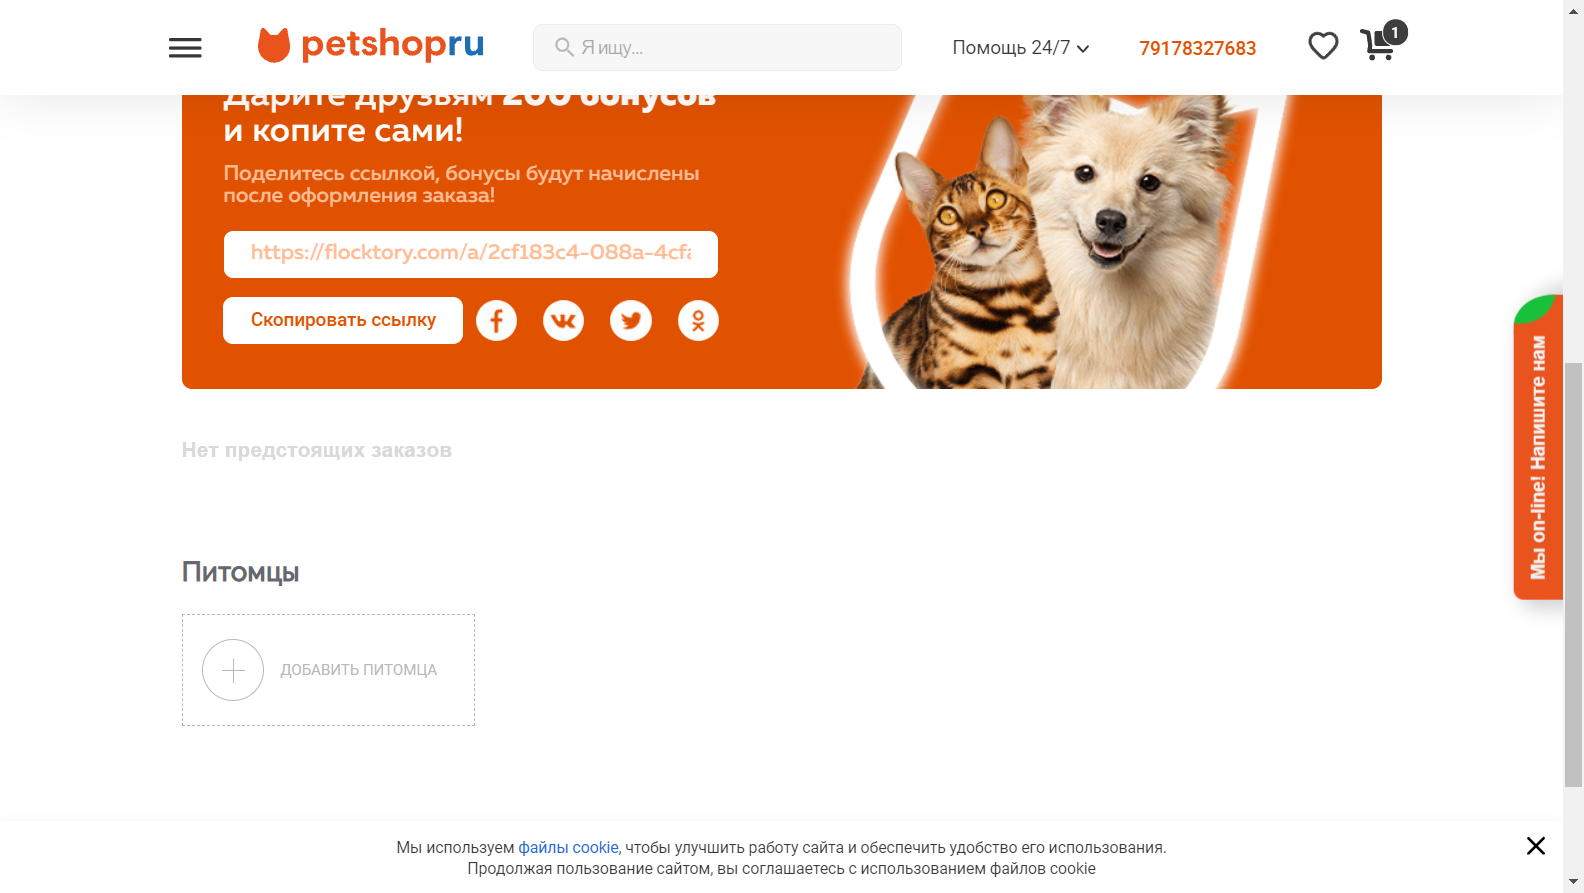 petshopru
Я ищу...
Помощь 24/7
79178327683
1
Дарите друзьям 200 бонусов
и копите сами!
Поделитесь ссылкой, бонусы будут начислены
после оформления заказа!
https://flocktory.com/a/2cf183c4-088a-4cfa
Скопировать ссылку
Мы on-line! Напишите нам
Нет предстоящих заказов
Питомцы
ДОБАВИТЬ ПИТОМЦА
Мы используем файлы cookie, чтобы улучшить работу сайта и обеспечить удобство его использования.
Продолжая пользование сайтом, вы соглашаетесь с использованием файлов cookie